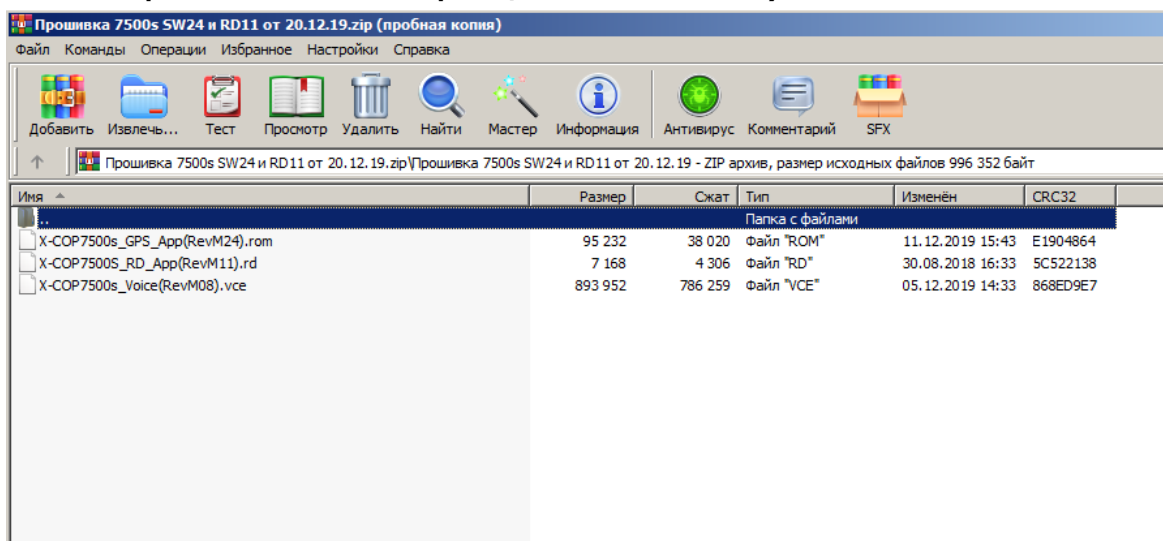 Прошивка 7500s SW24 и RD11 от 20.12.19.zip (пробная копия)
Файл Команды Операции Избранное Настройки Справка
Добавить Извлечь... Тест Просмотр Удалить Найти Мастер Информация Антивирус Комментарий SFX
Прошивка 7500s SW24 и RD11 от 20.12.19.zip\Прошивка 7500s SW24 и RD11 от 20.12.19 - ZIP архив, размер исходных файлов 996 352 байт
Имя Размер Сжат Тип Изменён CRC32
.. Папка с файлами
X-COP7500s_GPS_App(RevM24).rom 95 232 38 020 Файл "ROM" 11.12.2019 15:43 E1904864
X-COP7500S_RD_App(RevM11).rd 7 168 4 306 Файл "RD" 30.08.2018 16:33 5C522138
X-COP7500s_Voice(RevM08).vce 893 952 786 259 Файл "VCE" 05.12.2019 14:33 868ED9E7